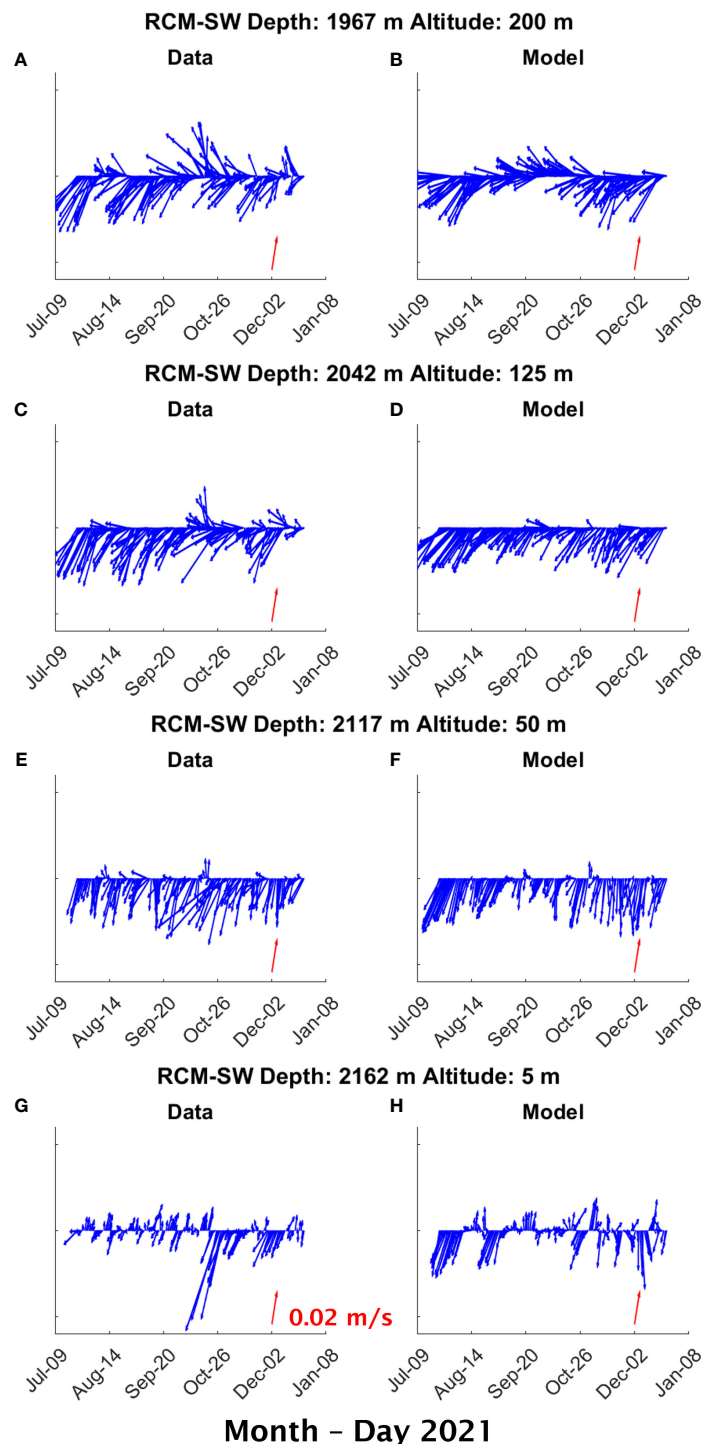 RCM-SW Depth: 1967 m Altitude: 200 m
A Data B Model
Jul-09 Aug-14 Sep-20 Oct-26 Dec-02 Jan-08 Jul-09 Aug-14 Sep-20 Oct-26 Dec-02 Jan-08
RCM-SW Depth: 2042 m Altitude: 125 m
C Data D Model
Jul-09 Aug-14 Sep-20 Oct-26 Dec-02 Jan-08 Jul-09 Aug-14 Sep-20 Oct-26 Dec-02 Jan-08
RCM-SW Depth: 2117 m Altitude: 50 m
E Data F Model
Jul-09 Aug-14 Sep-20 Oct-26 Dec-02 Jan-08 Jul-09 Aug-14 Sep-20 Oct-26 Dec-02 Jan-08
RCM-SW Depth: 2162 m Altitude: 5 m
G Data H Model
0.02 m/s
Jul-09 Aug-14 Sep-20 Oct-26 Dec-02 Jan-08 Jul-09 Aug-14 Sep-20 Oct-26 Dec-02 Jan-08
Month – Day 2021